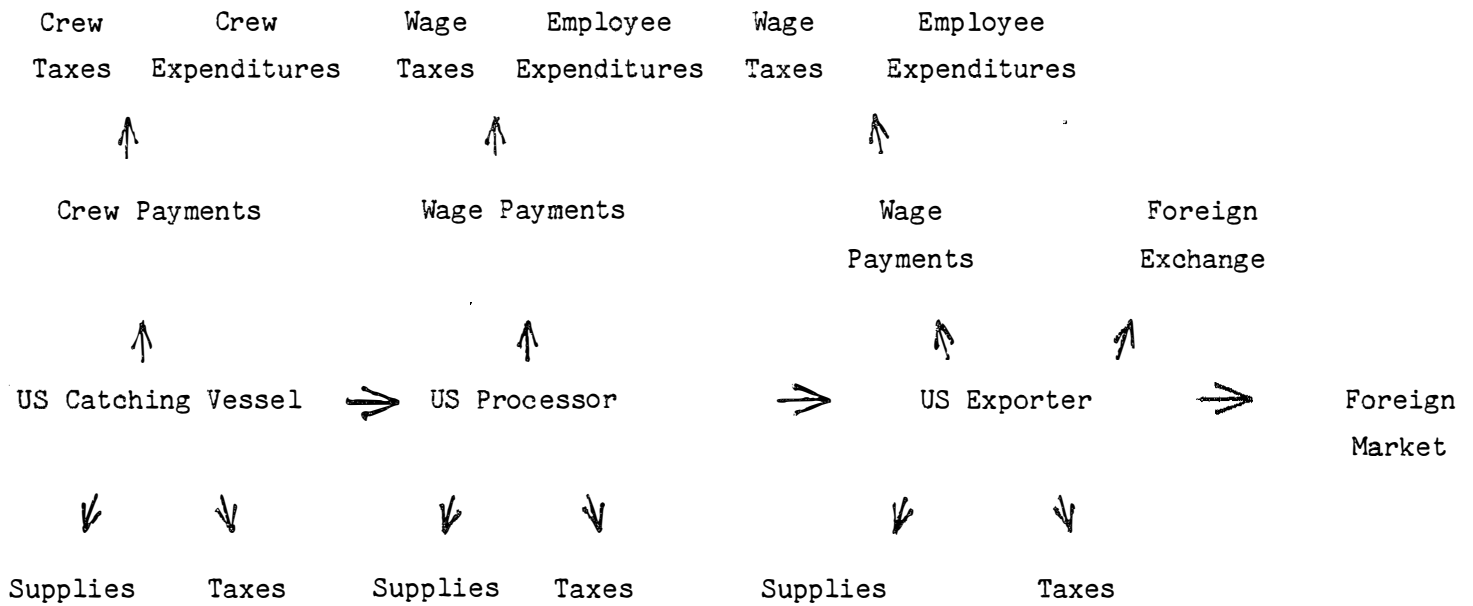 Crew Crew Wage Employee Wage Employee
Taxes Expenditures Taxes Expenditures Taxes Expenditures
Crew Payments Wage Payments Wage Foreign
Payments Exchange
US Catching Vessel US Processor US Exporter Foreign
Market
Supplies Taxes Supplies Taxes Supplies Taxes